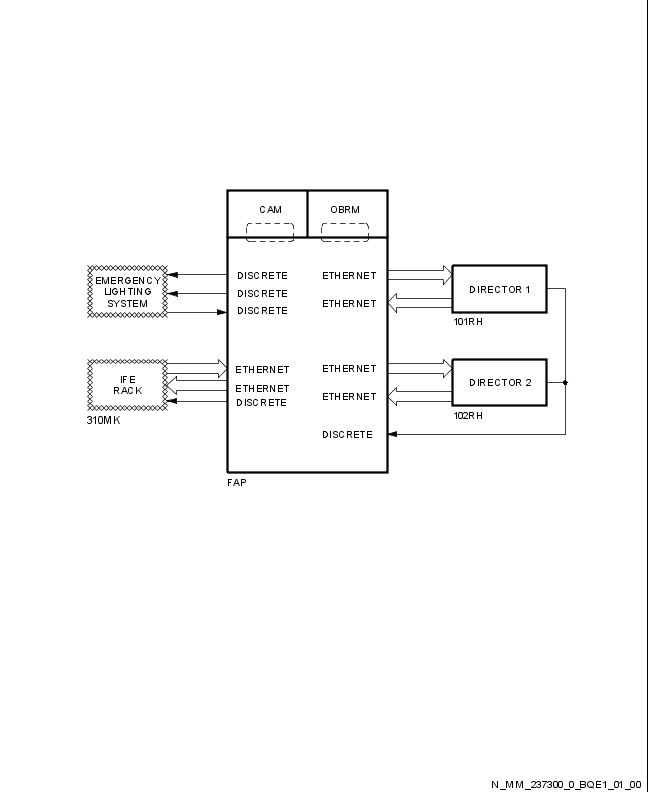 CAM
OBRM
EMERGENCY
LIGHTING
SYSTEM
DISCRETE
DISCRETE
DISCRETE
ETHERNET
ETHERNET
DIRECTOR 1
101RH
IFE
RACK
310MK
ETHERNET
ETHERNET
DISCRETE
ETHERNET
ETHERNET
DISCRETE
DIRECTOR 2
102RH
FAP
N_MM_237300_0_BQE1_01_00